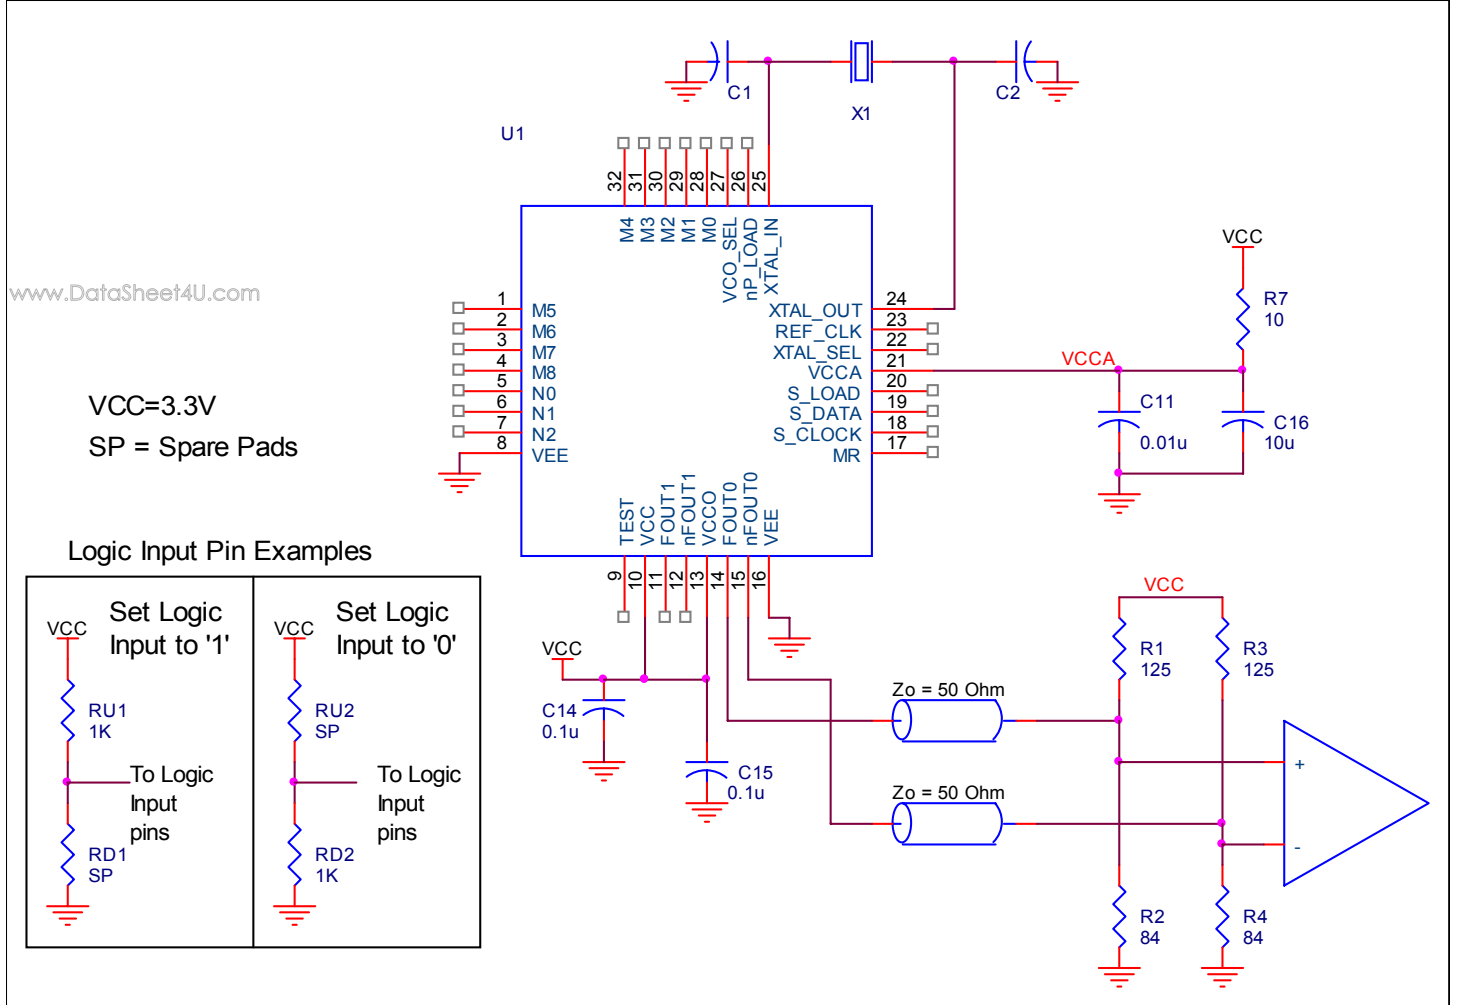 C1
C2
X1
U1
32
31
30
29
28
27
26
25
M4
M3
M2
M1
M0
VCO_SEL
nP_LOAD
XTAL_IN
VCC
www.DataSheet4U.com
1 M5
2 M6
3 M7
4 M8
5 N0
6 N1
7 N2
8 VEE
XTAL_OUT 24
REF_CLK 23
XTAL_SEL 22
VCCA 21
S_LOAD 20
S_DATA 19
S_CLOCK 18
MR 17
R7
10
VCCA
C11
0.01u
C16
10u
VCC=3.3V
SP = Spare Pads
TEST
VCC
FOUT1
nFOUT1
VCCO
FOUT0
nFOUT0
VEE
9
10
11
12
13
14
15
16
Logic Input Pin Examples
Set Logic
Input to '1'
VCC
RU1
1K
To Logic
Input
pins
RD1
SP
Set Logic
Input to '0'
VCC
RU2
SP
To Logic
Input
pins
RD2
1K
VCC
C14
0.1u
C15
0.1u
Zo = 50 Ohm
Zo = 50 Ohm
VCC
R1
125
R3
125
+
-
R2
84
R4
84